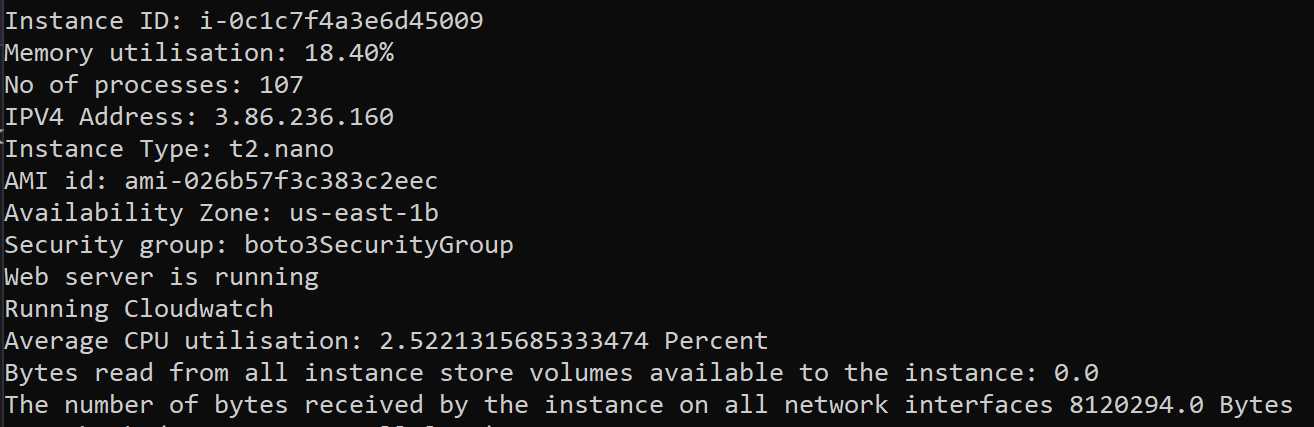 Instance ID: i-0c1c7f4a3e6d45009
Memory utilisation: 18.40%
No of processes: 107
IPV4 Address: 3.86.236.160
Instance Type: t2.nano
AMI id: ami-026b57f3c383c2eec
Availability Zone: us-east-1b
Security group: boto3SecurityGroup
Web server is running
Running Cloudwatch
Average CPU utilisation: 2.5221315685333474 Percent
Bytes read from all instance store volumes available to the instance: 0.0
The number of bytes received by the instance on all network interfaces 8120294.0 Bytes